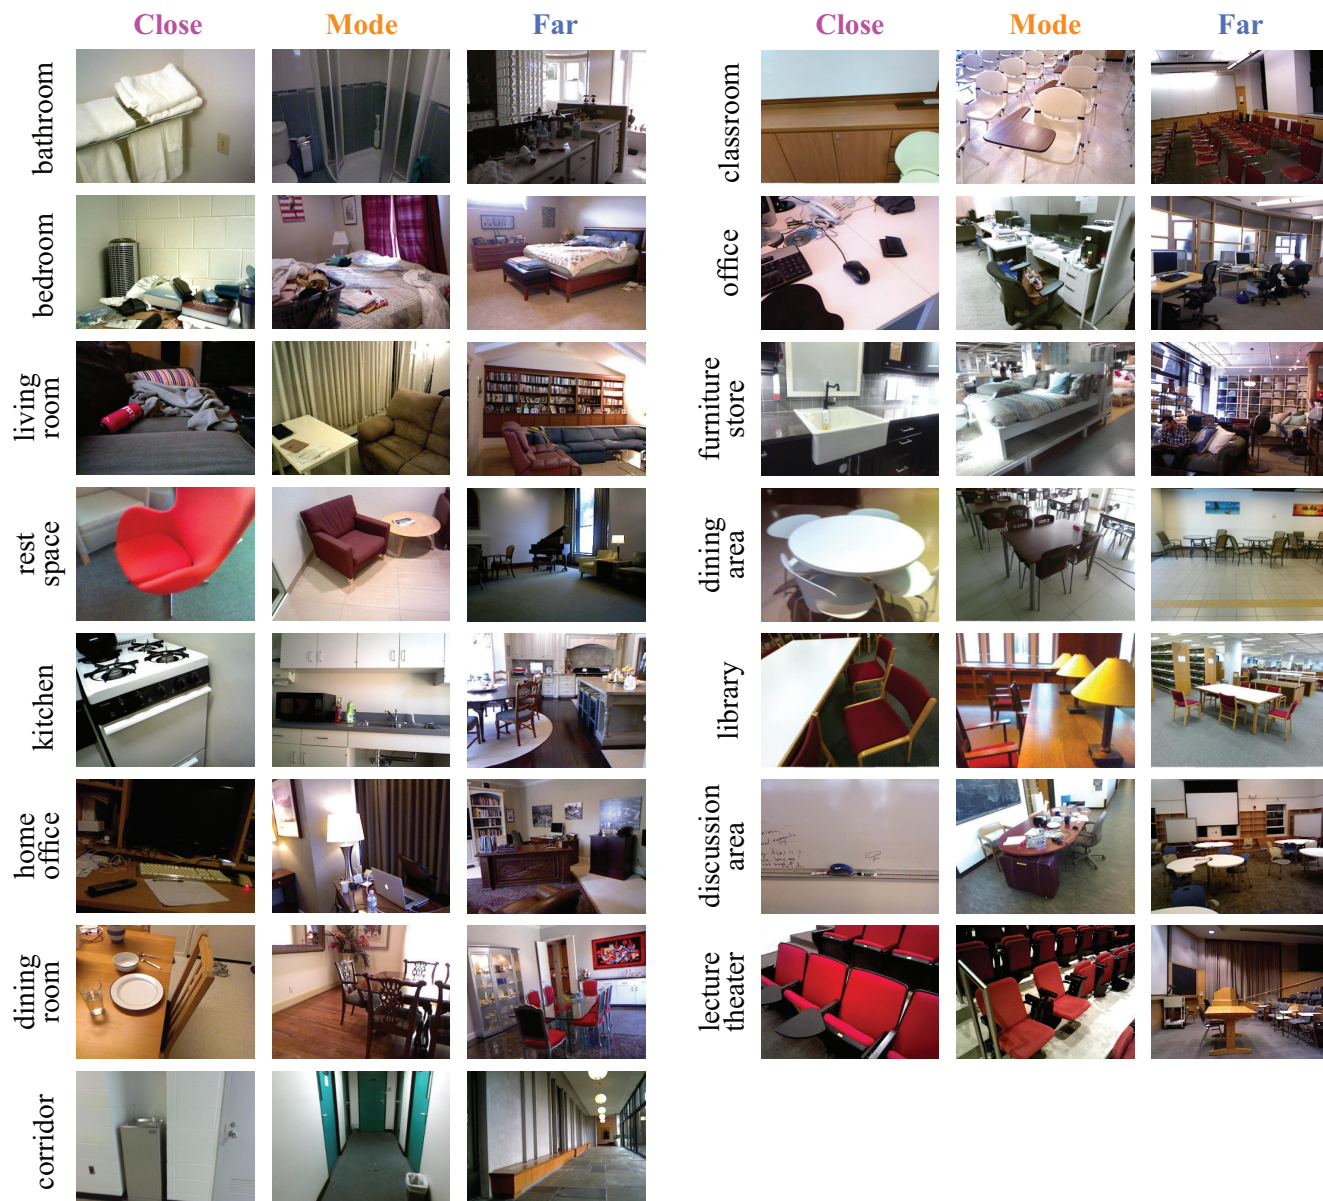 Close Mode Far
bathroom
bedroom
living
room
rest
space
kitchen
home
office
dining
room
corridor
Close Mode Far
classroom
office
furniture
store
dining
area
library
discussion
area
lecture
theater